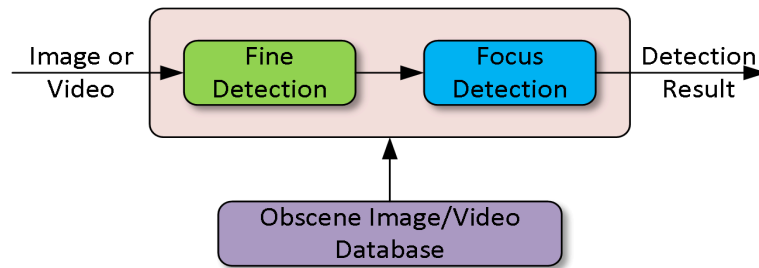 Image or
Video
Fine
Detection
Focus
Detection
Detection
Result
Obscene Image/Video
Database